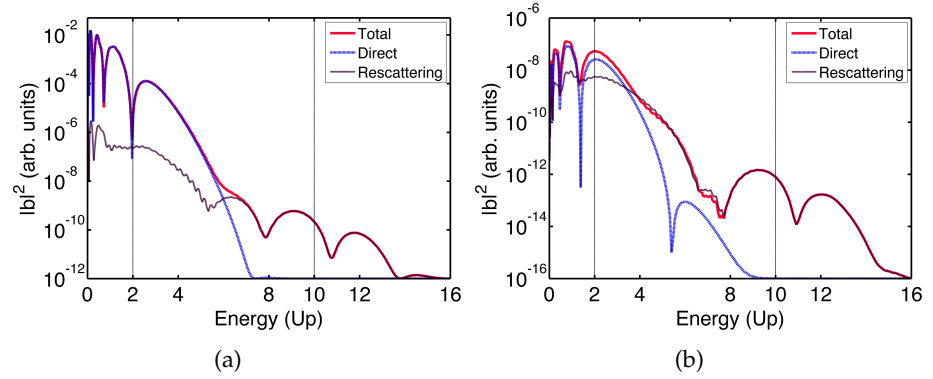 Total
Direct
Rescattering
|b|² (arb. units)
10⁻²
10⁻⁴
10⁻⁶
10⁻⁸
10⁻¹⁰
10⁻¹²
0 2 4 8 10 12 16
Energy (Up)
(a)
Total
Direct
Rescattering
|b|² (arb. units)
10⁻⁶
10⁻⁸
10⁻¹⁰
10⁻¹²
10⁻¹⁴
10⁻¹⁶
0 2 4 8 10 12 16
Energy (Up)
(b)